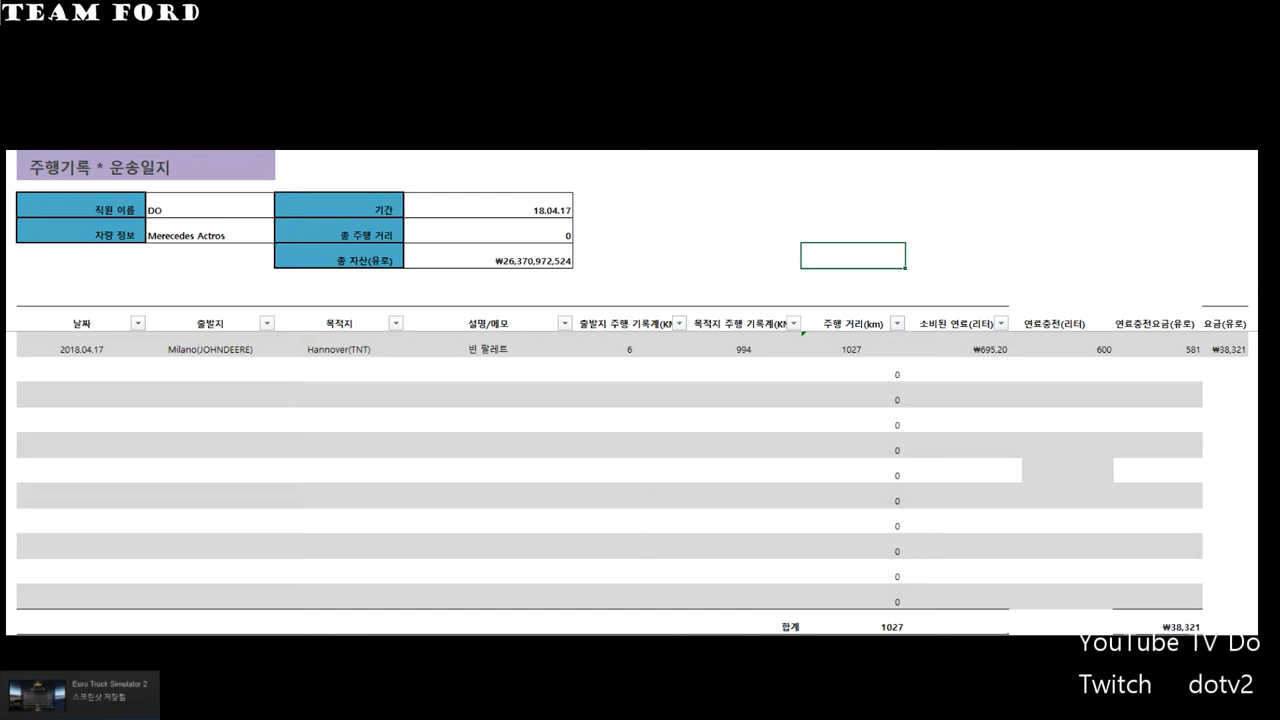 TEAM FORD
주행기록 * 운송일지
직원 이름 DO 기간 18.04.17
차량 정보 Merecedes Actros 총 주행 거리 0
총 자산(유로) ₩26,370,972,524
날짜 출발지 목적지 설명/메모 출발지 주행 기록계(KM 목적지 주행 기록계(KM 주행 거리(km) 소비된 연료(리터) 연료충전(리터) 연료충전요금(유로) 요금(유로)
2018.04.17 Milano(JOHNDEERE) Hannover(TNT) 빈 팔레트 6 994 1027 ₩695.20 600 581 ₩38,321
0
0
0
0
0
0
0
0
0
0
합계 1027 ₩38,321
YouTube TV Do
Twitch dotv2
Euro Truck Simulator 2
스크린샷 저장됨